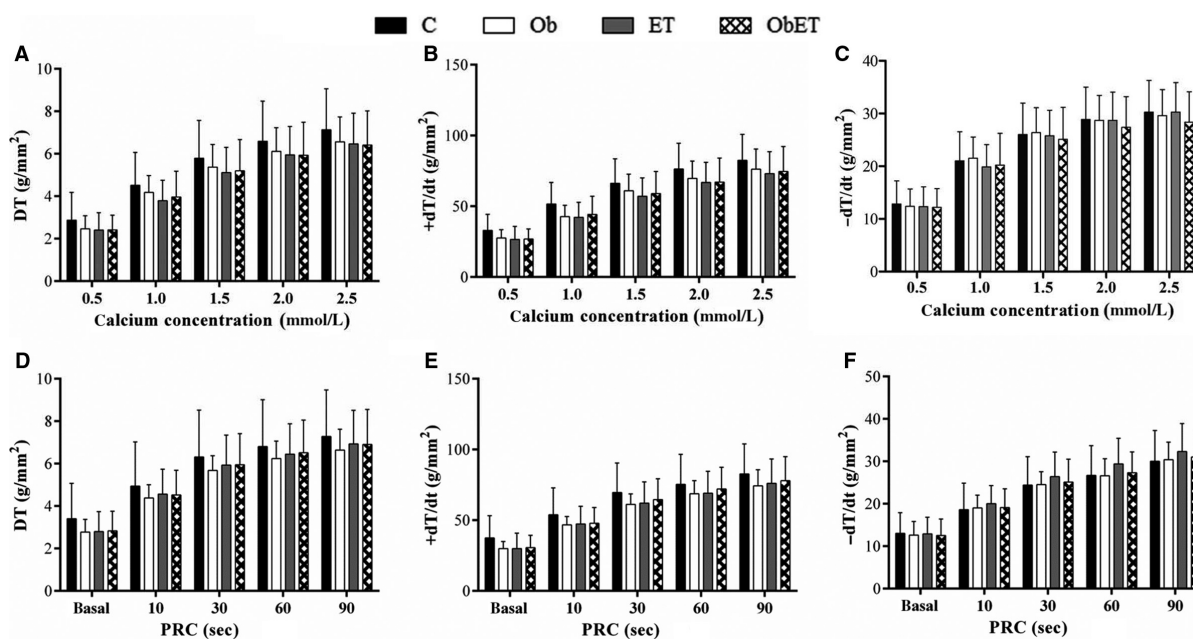 C Ob ET ObET
A B C
DT (g/mm²) +dT/dt (g/mm²) −dT/dt (g/mm²)
10 8 6 4 2 0
150 100 50 0
40 30 20 10 0
0.5 1.0 1.5 2.0 2.5 0.5 1.0 1.5 2.0 2.5 0.5 1.0 1.5 2.0 2.5
Calcium concentration (mmol/L) Calcium concentration (mmol/L) Calcium concentration (mmol/L)
D E F
DT (g/mm²) +dT/dt (g/mm²) −dT/dt (g/mm²)
10 8 6 4 2 0
150 100 50 0
50 40 30 20 10 0
Basal 10 30 60 90 Basal 10 30 60 90 Basal 10 30 60 90
PRC (sec) PRC (sec) PRC (sec)